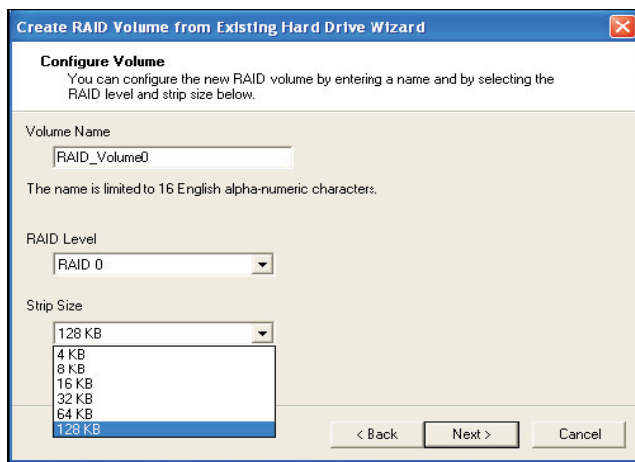 Create RAID Volume from Existing Hard Drive Wizard
Configure Volume
You can configure the new RAID volume by entering a name and by selecting the
RAID level and strip size below.
Volume Name
RAID_Volume0
The name is limited to 16 English alpha-numeric characters.
RAID Level
RAID 0
Strip Size
128 KB
4 KB
8 KB
16 KB
32 KB
64 KB
128 KB
< Back
Next >
Cancel